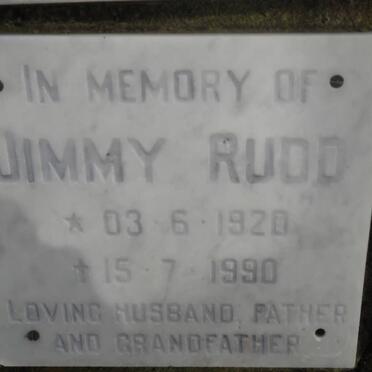 IN MEMORY OF
JIMMY RUDD
* 03·6·1920
† 15·7·1990
LOVING HUSBAND, FATHER
AND GRANDFATHER